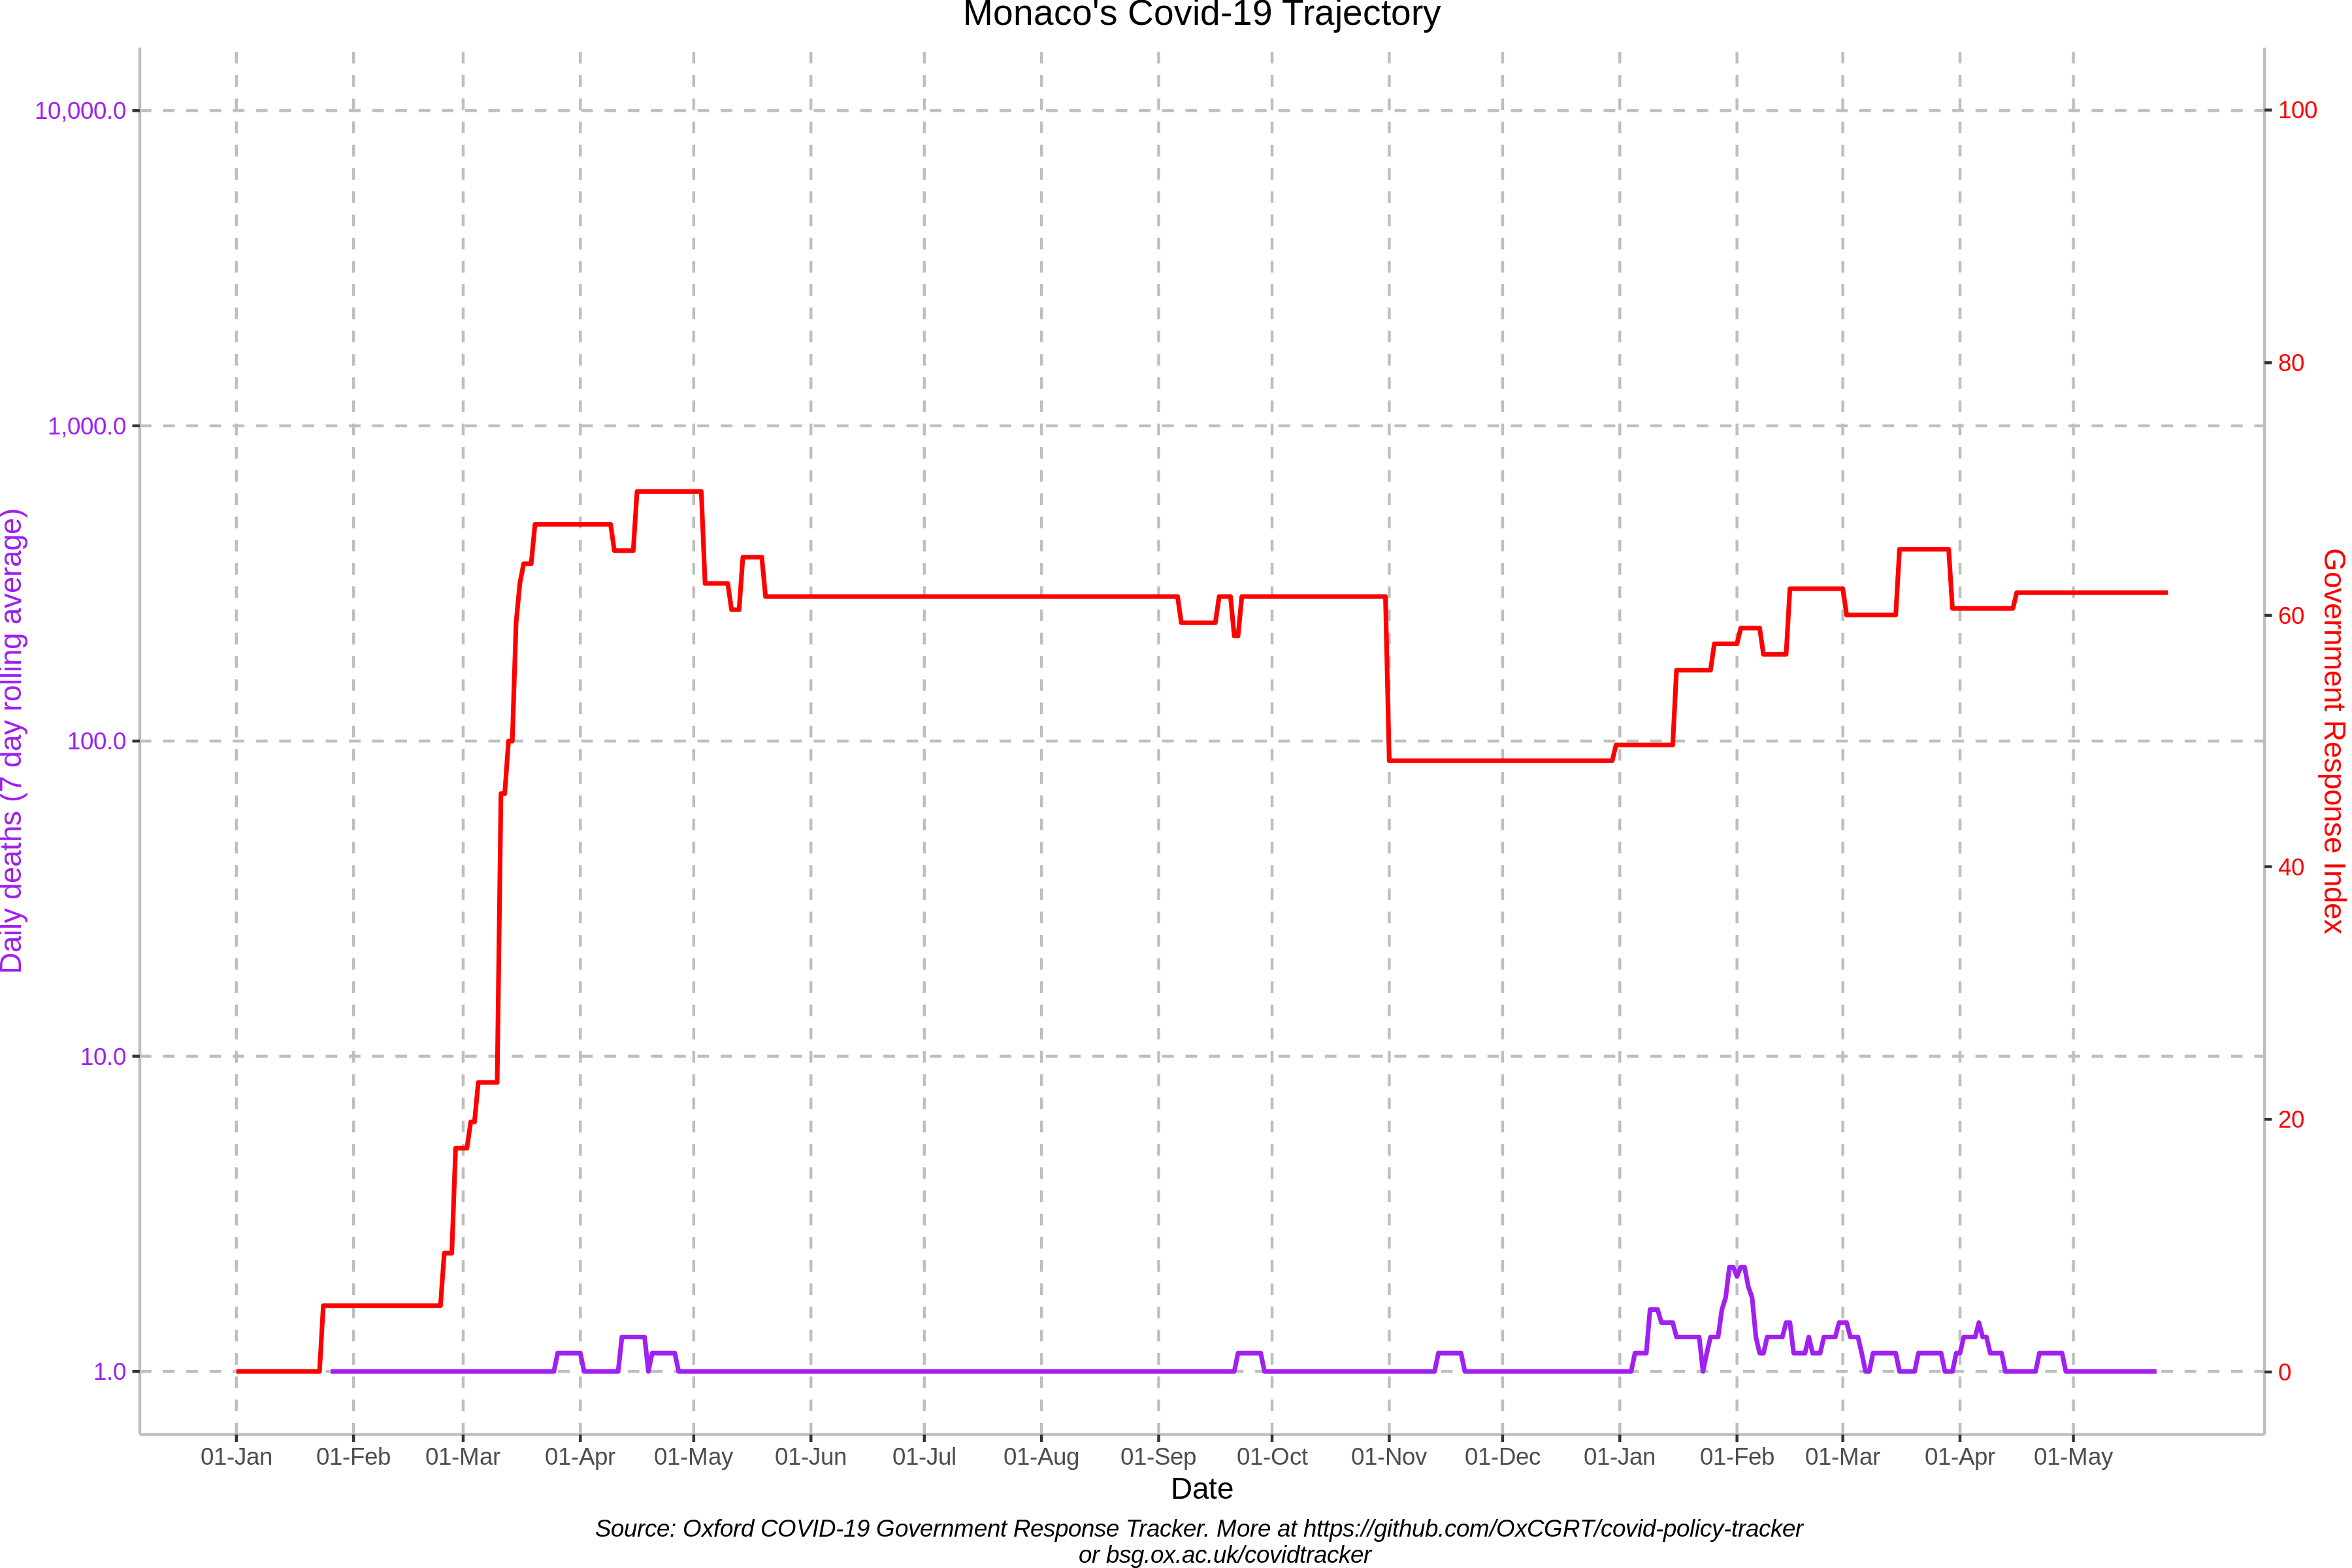 Monaco's Covid-19 Trajectory
10,000.0
1,000.0
100.0
10.0
1.0
Daily deaths (7 day rolling average)
100
80
60
40
20
0
Government Response Index
01-Jan 01-Feb 01-Mar 01-Apr 01-May 01-Jun 01-Jul 01-Aug 01-Sep 01-Oct 01-Nov 01-Dec 01-Jan 01-Feb 01-Mar 01-Apr 01-May
Date
Source: Oxford COVID-19 Government Response Tracker. More at https://github.com/OxCGRT/covid-policy-tracker
or bsg.ox.ac.uk/covidtracker